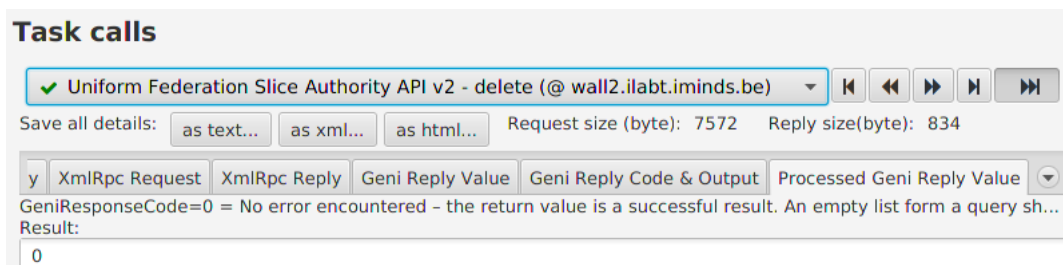 Task calls
Uniform Federation Slice Authority API v2 - delete (@ wall2.ilabt.iminds.be)
Save all details: as text... as xml... as html... Request size (byte): 7572 Reply size(byte): 834
y XmlRpc Request XmlRpc Reply Geni Reply Value Geni Reply Code & Output Processed Geni Reply Value
GeniResponseCode=0 = No error encountered – the return value is a successful result. An empty list form a query sh...
Result:
0